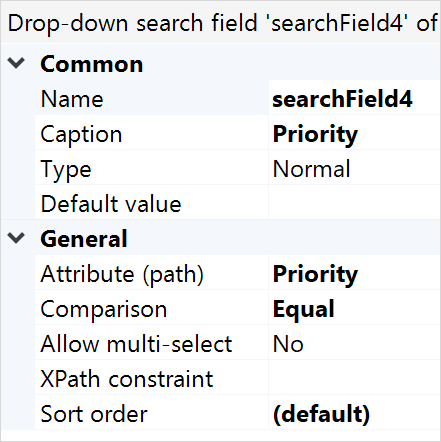 Drop-down search field 'searchField4' of
Common
Name searchField4
Caption Priority
Type Normal
Default value
General
Attribute (path) Priority
Comparison Equal
Allow multi-select No
XPath constraint
Sort order (default)